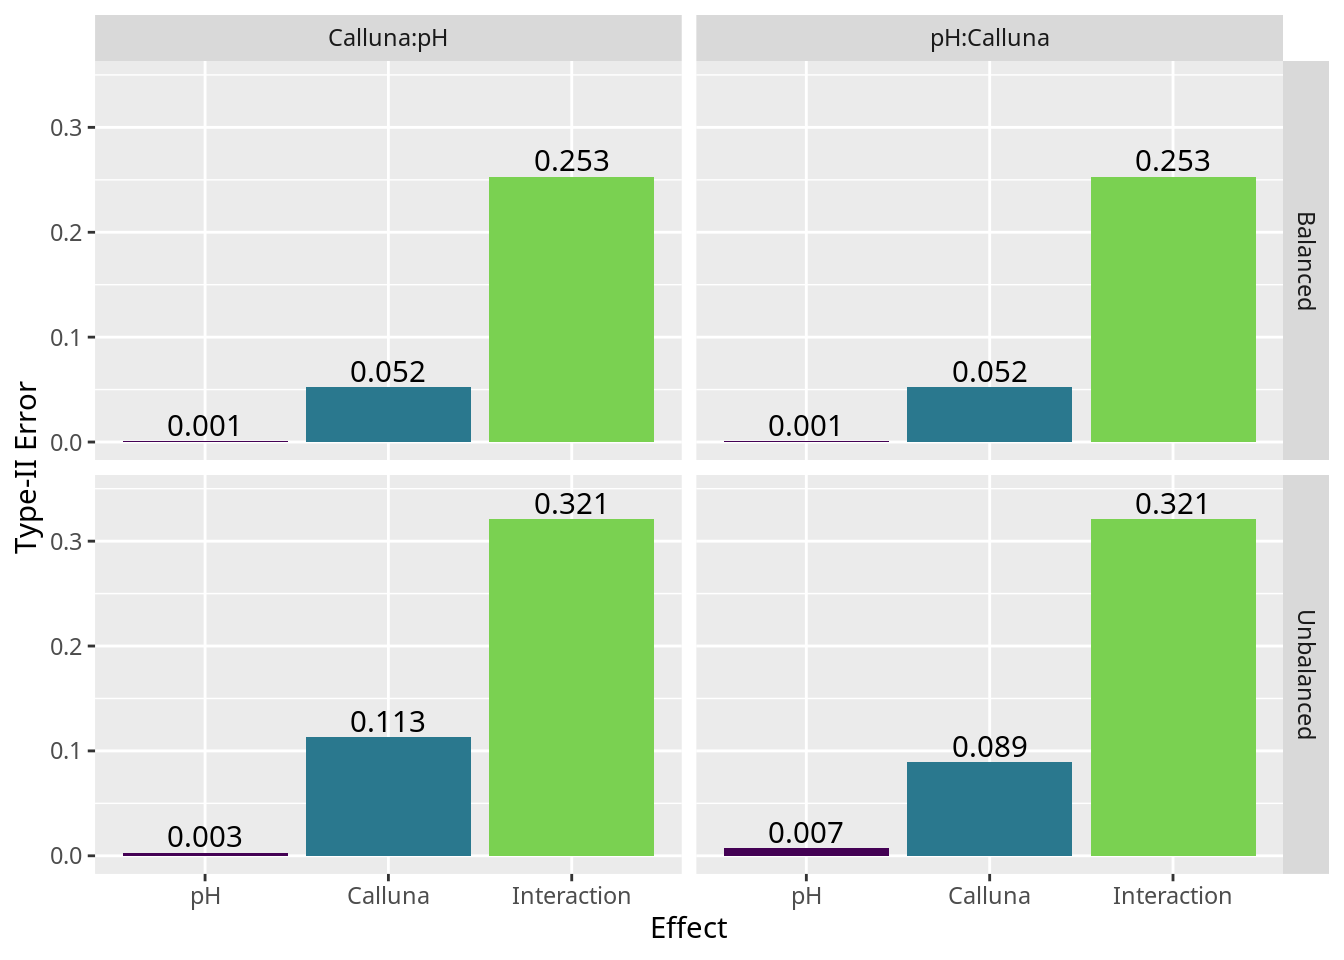 Calluna:pH
pH:Calluna
0.3
0.2
0.1
0.0
0.001
0.052
0.253
0.001
0.052
0.253
Balanced
Type-II Error
0.3
0.2
0.1
0.0
0.003
0.113
0.321
0.007
0.089
0.321
Unbalanced
pH Calluna Interaction
pH Calluna Interaction
Effect